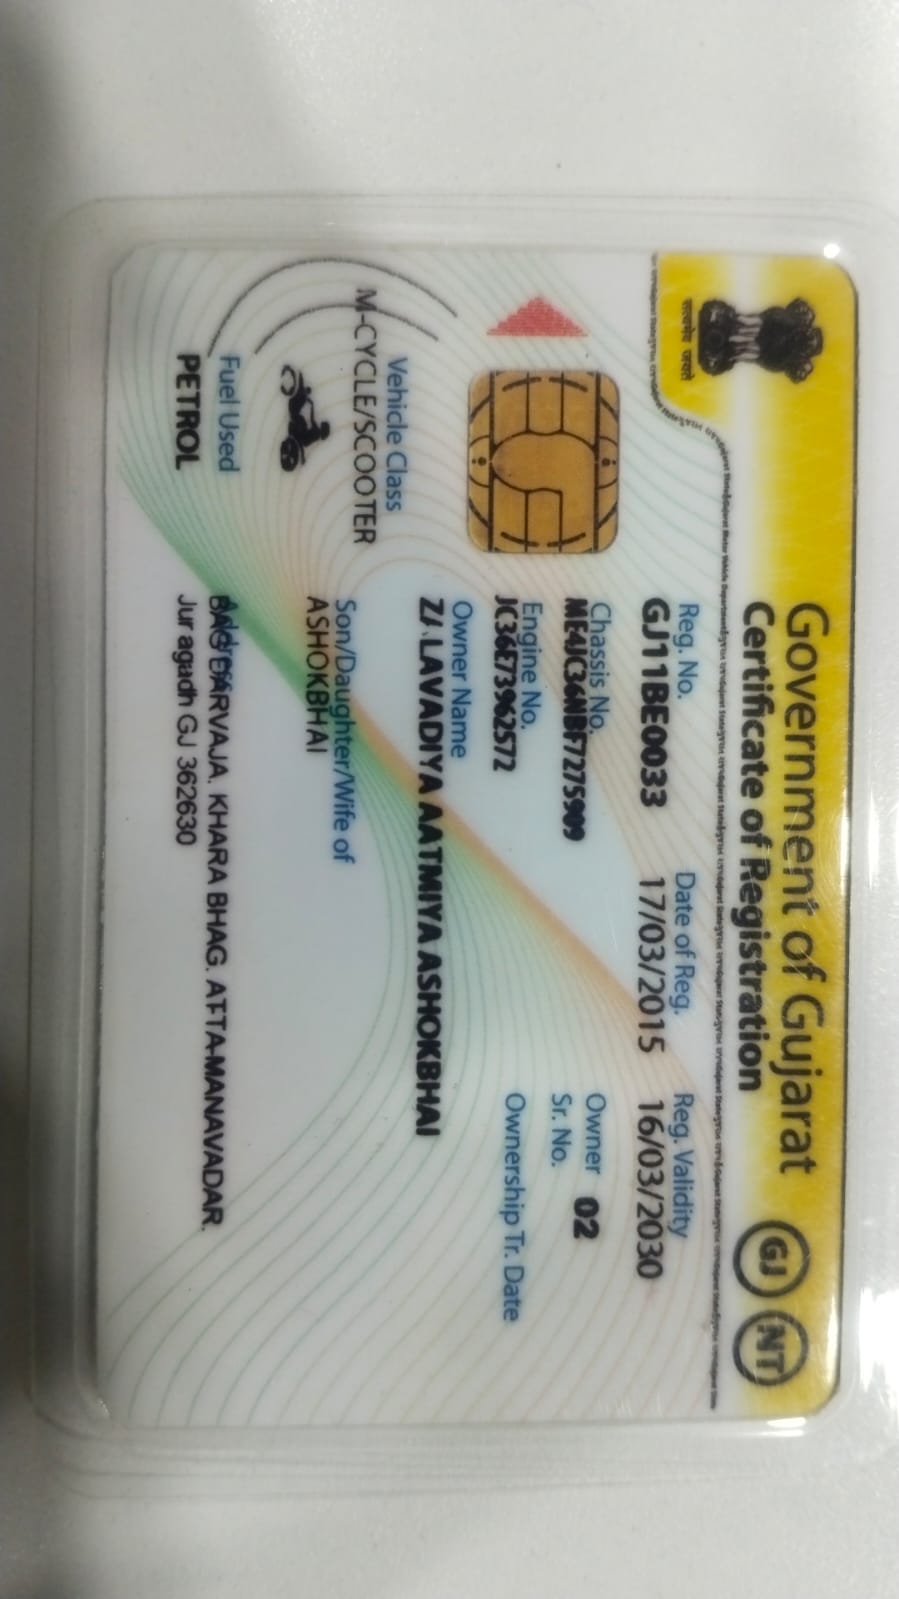 Government of Gujarat
Certificate of Registration
GJ NT
सत्यमेव जयते
Reg. No. Date of Reg. Reg. Validity
GJ11BE0033 17/03/2015 16/03/2030
Chassis No. Owner 02
ME4JC36NBF7275909 Sr. No.
Engine No. Ownership Tr. Date
JC36E73962572
Owner Name
LAVADIYA AATMIYA ASHOKBHAI
Vehicle Class
M-CYCLE/SCOOTER
Son/Daughter/Wife of
ASHOKBHAI
Fuel Used
PETROL
Address
BAG DARVAJA. KHARA BHAG. ATTA-MANAVADAR.
GJ 362630